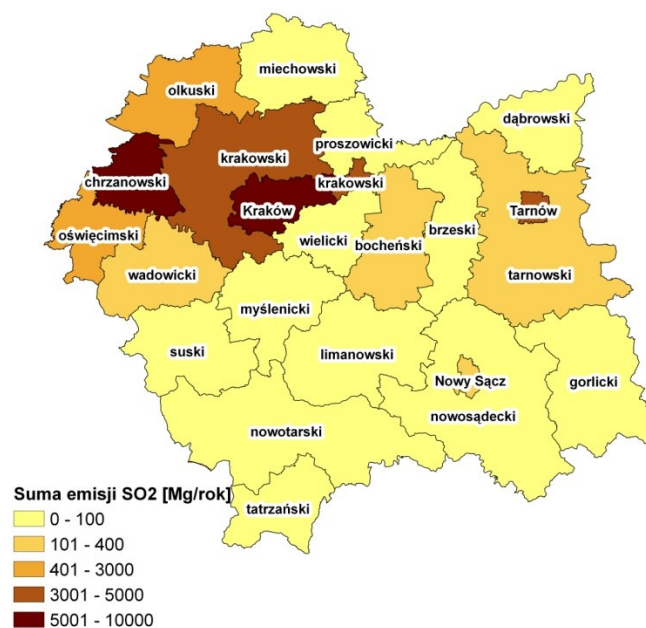 miechowski
olkuski
dąbrowski
proszowicki
krakowski
chrzanowski
krakowski
Kraków
Tarnów
oświęcimski
wielicki
bocheński
brzeski
wadowicki
tarnowski
myślenicki
suski
limanowski
Nowy Sącz
gorlicki
nowosądecki
nowotarski
tatrzański
Suma emisji SO2 [Mg/rok]
0 - 100
101 - 400
401 - 3000
3001 - 5000
5001 - 10000